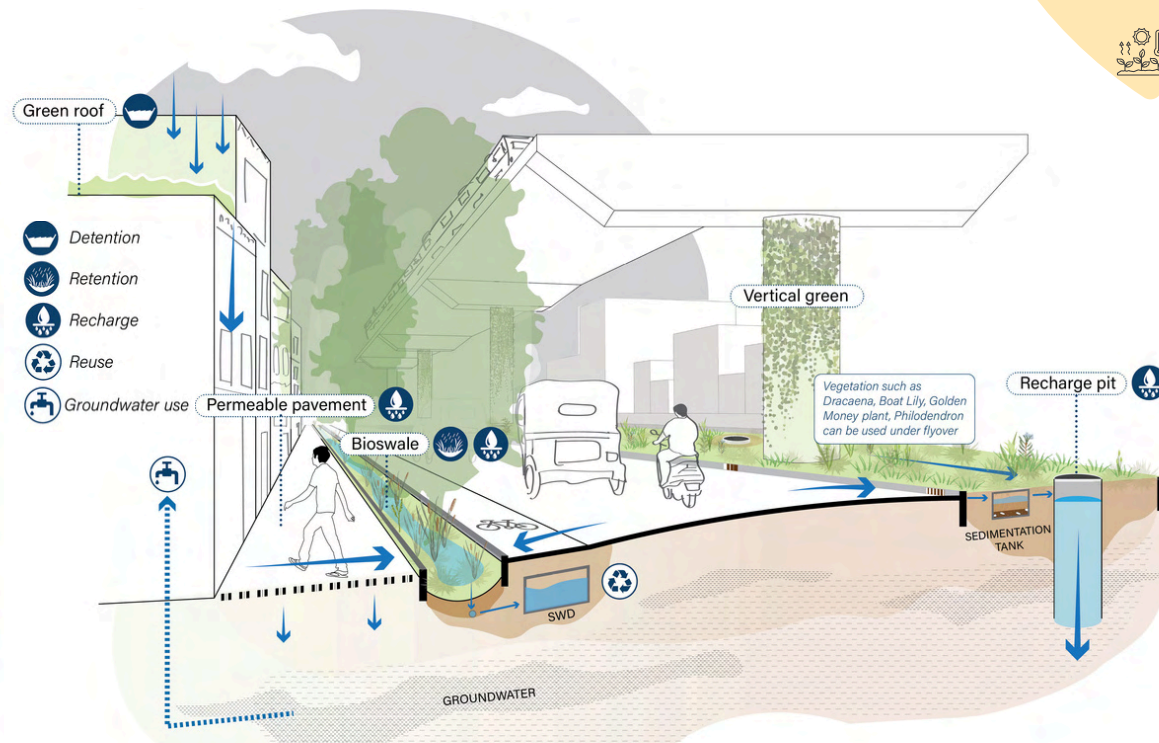 Green roof
Detention
Retention
Recharge
Reuse
Groundwater use
Permeable pavement
Bioswale
Vertical green
Vegetation such as
Dracaena, Boat Lily, Golden
Money plant, Philodendron
can be used under flyover
Recharge pit
SEDIMENTATION
TANK
SWD
GROUNDWATER